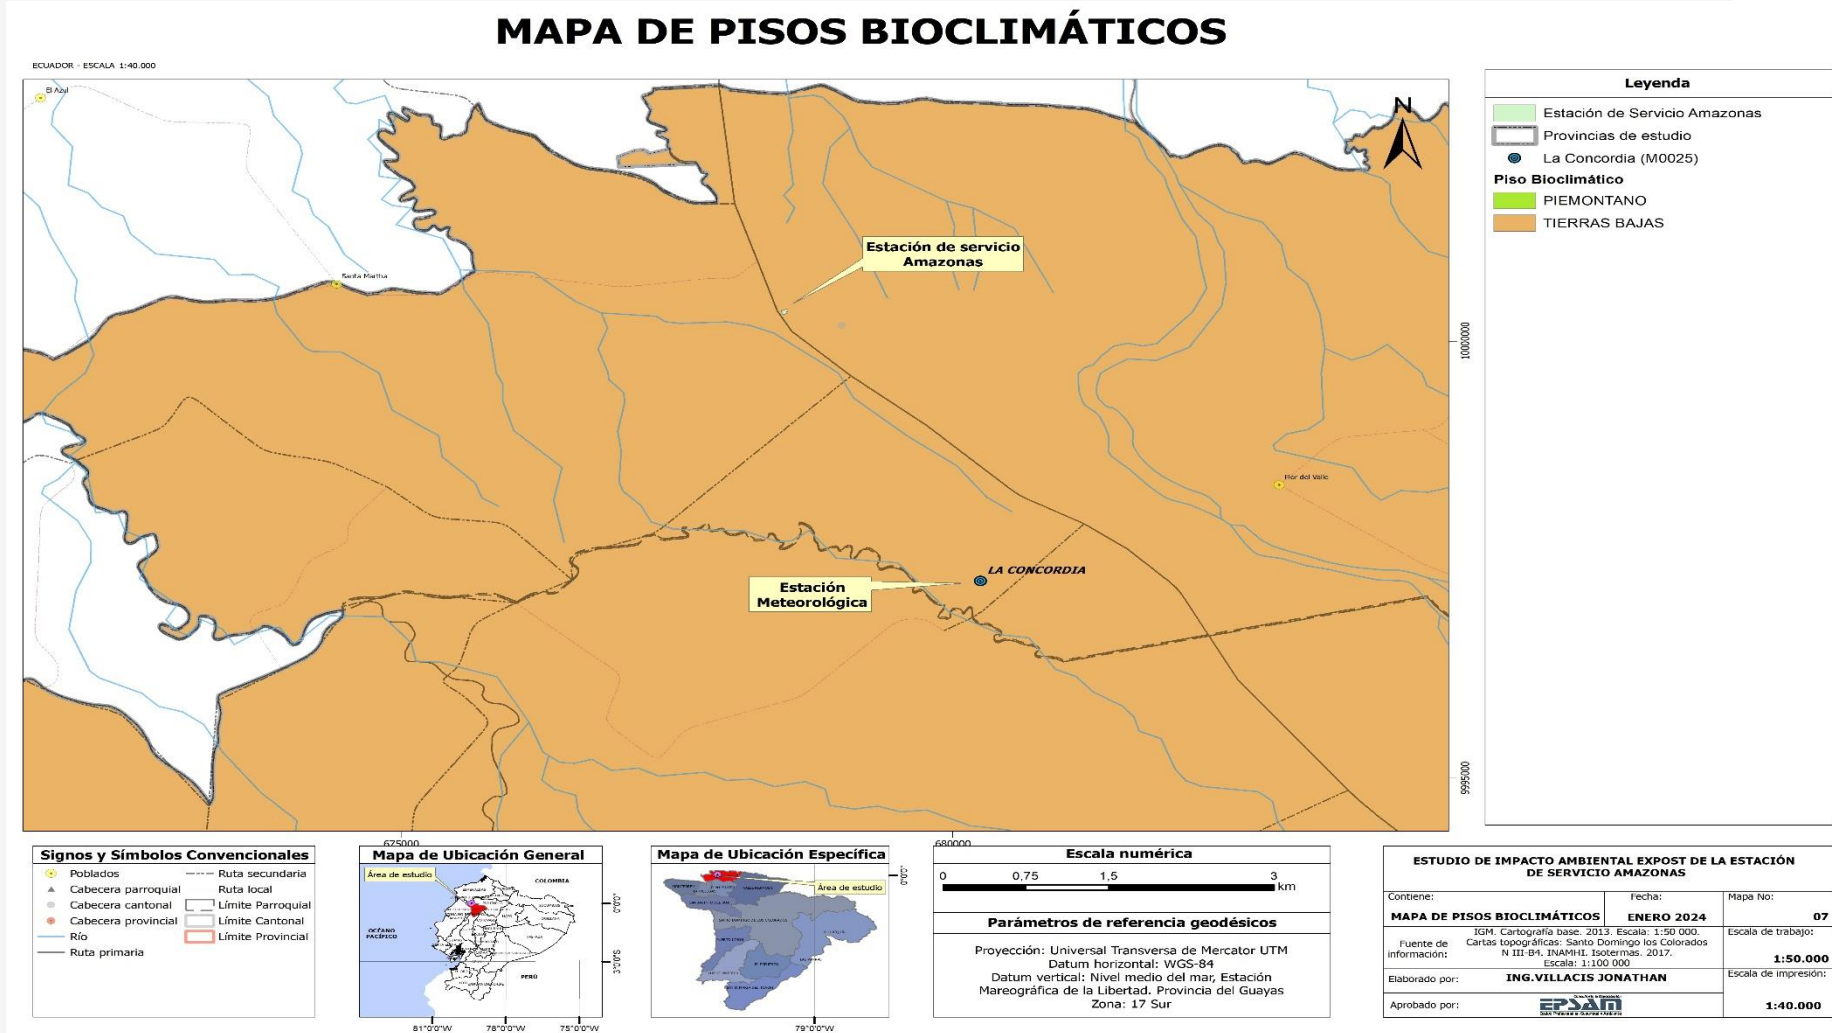 MAPA DE PISOS BIOCLIMÁTICOS
ECUADOR - ESCALA 1:40.000
El Azul
Santa Martha
Estación de servicio
Amazonas
Flor del Valle
LA CONCORDIA
Estación
Meteorológica
N
10000000
9995000
675000
680000
Leyenda
Estación de Servicio Amazonas
Provincias de estudio
La Concordia (M0025)
Piso Bioclimático
PIEMONTANO
TIERRAS BAJAS
Signos y Símbolos Convencionales
Poblados
Cabecera parroquial
Cabecera cantonal
Cabecera provincial
Río
Ruta primaria
Ruta secundaria
Ruta local
Límite Parroquial
Límite Cantonal
Límite Provincial
Mapa de Ubicación General
Área de estudio
COLOMBIA
OCÉANO
PACÍFICO
PERÚ
0°0'0"
3°0'0"S
81°0'0"W 78°0'0"W 75°0'0"W
Mapa de Ubicación Específica
Área de estudio
0°0'0"
79°0'0"W
Escala numérica
0 0,75 1,5 3
km
Parámetros de referencia geodésicos
Proyección: Universal Transversa de Mercator UTM
Datum horizontal: WGS-84
Datum vertical: Nivel medio del mar, Estación
Mareográfica de la Libertad. Provincia del Guayas
Zona: 17 Sur
ESTUDIO DE IMPACTO AMBIENTAL EXPOST DE LA ESTACIÓN
DE SERVICIO AMAZONAS
Contiene:
MAPA DE PISOS BIOCLIMÁTICOS
Fecha:
ENERO 2024
Mapa No:
07
Fuente de
información:
IGM. Cartografía base. 2013. Escala: 1:50 000.
Cartas topográficas: Santo Domingo los Colorados
N III-B4, INAMHI. Isotermas. 2017.
Escala: 1:100 000
Escala de trabajo:
1:50.000
Elaborado por:
ING.VILLACIS JONATHAN
Escala de impresión:
1:40.000
Aprobado por:
EPSAM